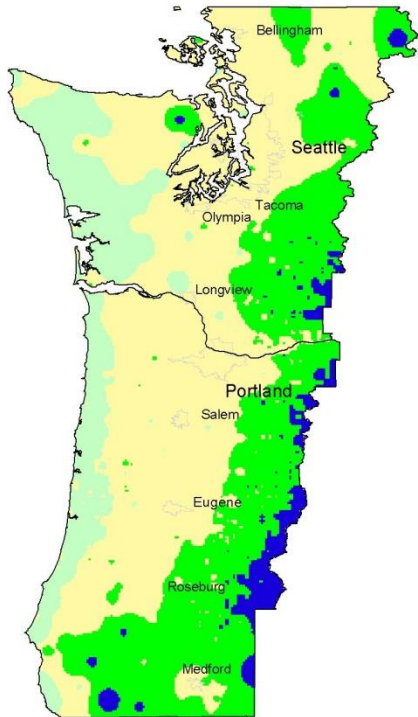 Bellingham
Seattle
Tacoma
Olympia
Longview
Portland
Salem
Eugene
Roseburg
Medford